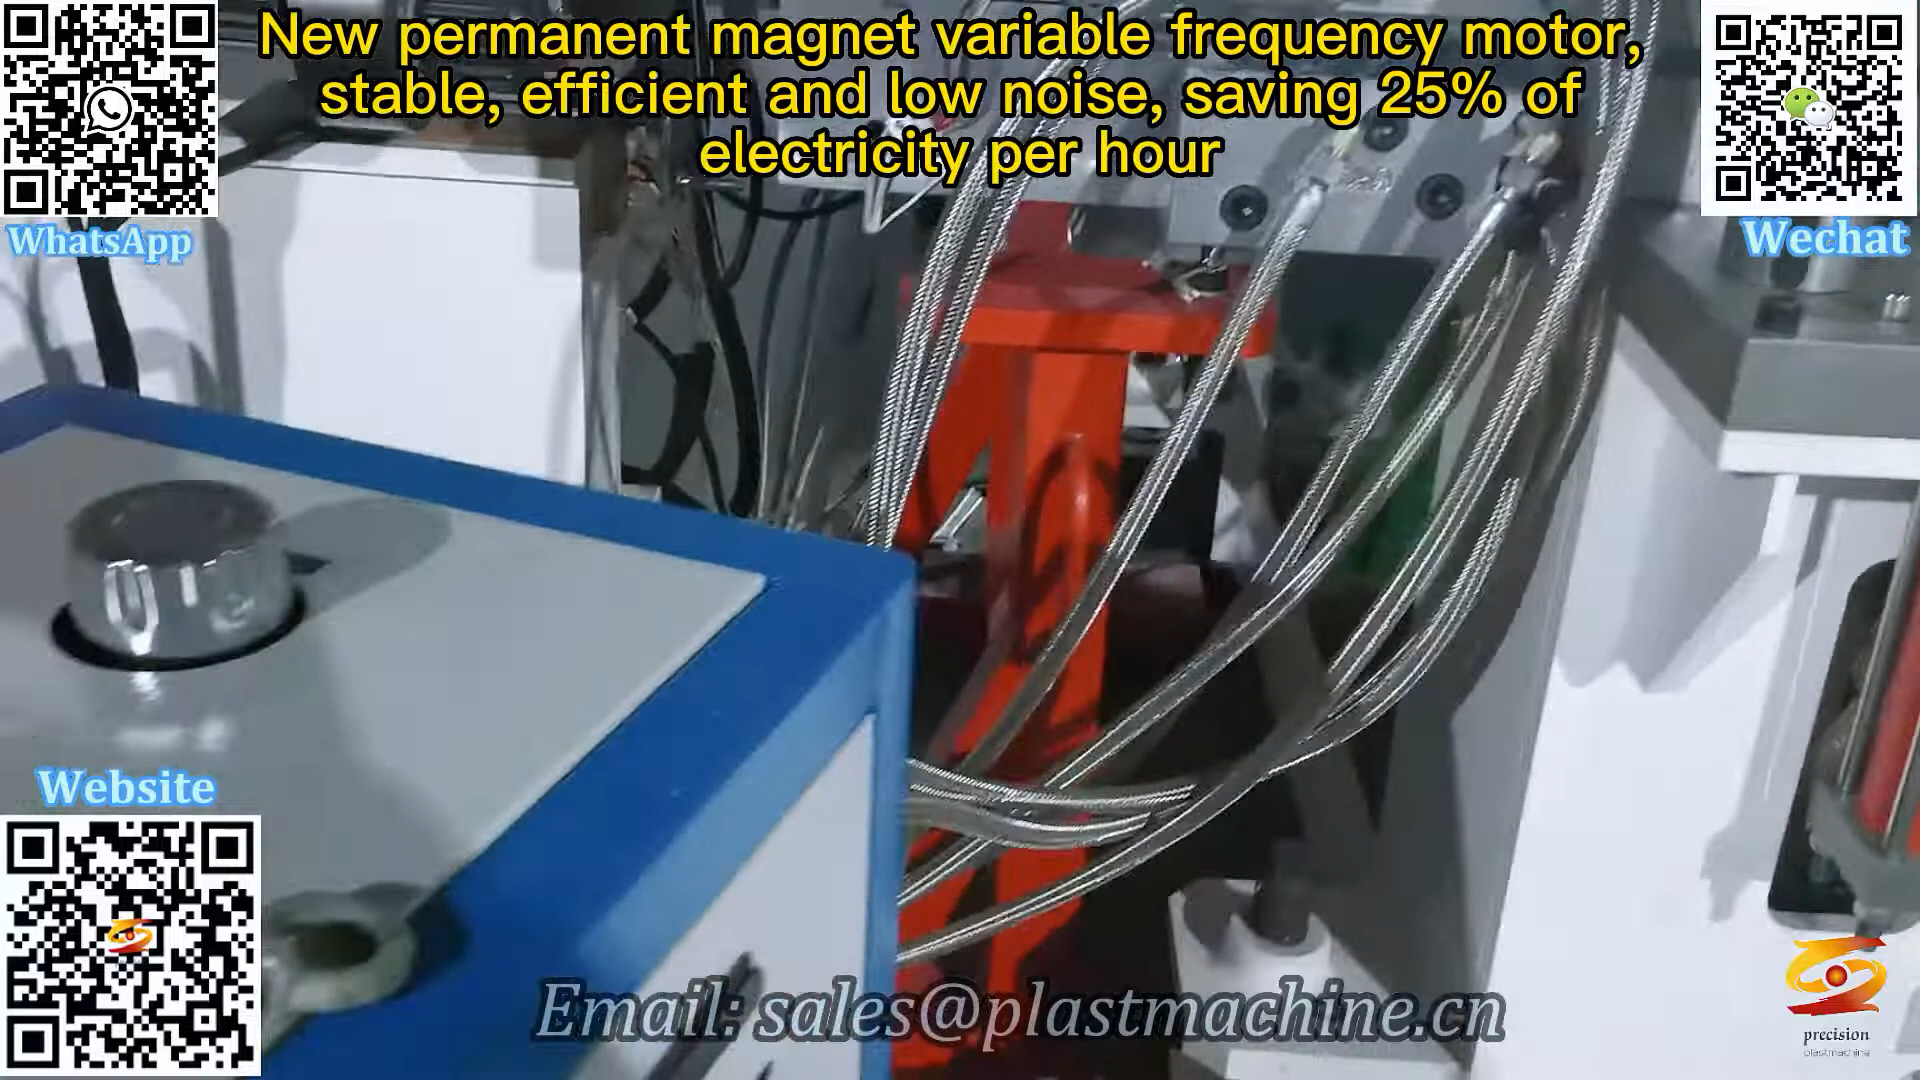 New permanent magnet variable frequency motor,
stable, efficient and low noise, saving 25% of
electricity per hour
WhatsApp
Wechat
Website
Email: sales@plastmachine.cn
precision
plastmachine